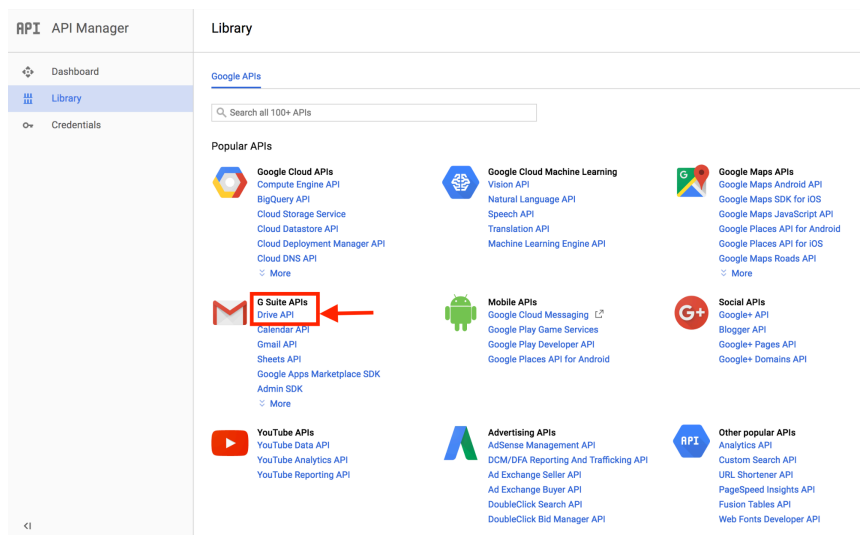 API API Manager
Library
Dashboard
Library
Credentials
Google APIs
Search all 100+ APIs
Popular APIs
Google Cloud APIs
Compute Engine API
BigQuery API
Cloud Storage Service
Cloud Datastore API
Cloud Deployment Manager API
Cloud DNS API
More
Google Cloud Machine Learning
Vision API
Natural Language API
Speech API
Translation API
Machine Learning Engine API
G
Google Maps APIs
Google Maps Android API
Google Maps SDK for iOS
Google Maps JavaScript API
Google Places API for Android
Google Places API for iOS
Google Maps Roads API
More
G Suite APIs
Drive API
Calendar API
Gmail API
Sheets API
Google Apps Marketplace SDK
Admin SDK
More
Mobile APIs
Google Cloud Messaging
Google Play Game Services
Google Play Developer API
Google Places API for Android
G+
Social APIs
Google+ API
Blogger API
Google+ Pages API
Google+ Domains API
YouTube APIs
YouTube Data API
YouTube Analytics API
YouTube Reporting API
Advertising APIs
AdSense Management API
DCM/DFA Reporting And Trafficking API
Ad Exchange Seller API
Ad Exchange Buyer API
DoubleClick Search API
DoubleClick Bid Manager API
API
Other popular APIs
Analytics API
Custom Search API
URL Shortener API
PageSpeed Insights API
Fusion Tables API
Web Fonts Developer API